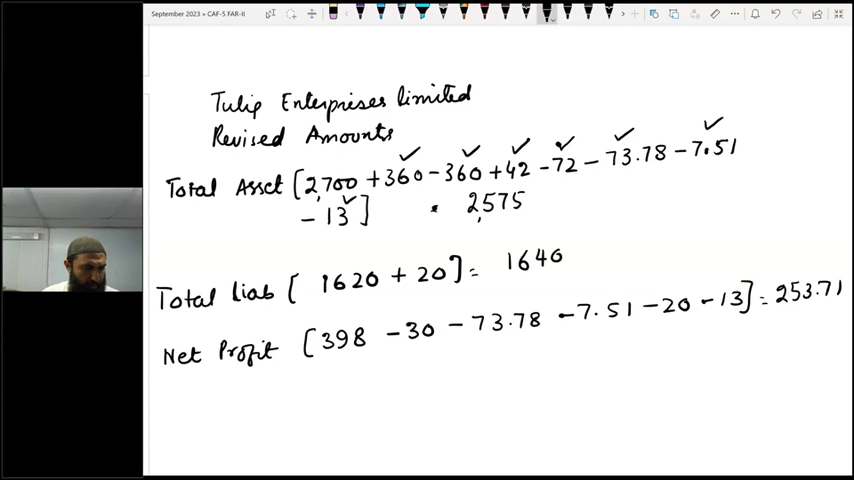 September 2023 » CAF-5 FAR-II
Tulip Enterprises limited
Revised Amounts
Total Asset [2,700 +360 -360 +42 -72 - 73.78 -7.51
- 13] = 2,575
Total Liab [ 1620 + 20] = 1640
Net Profit [398 -30 - 73.78 -7.51 -20 -13] = 253.71